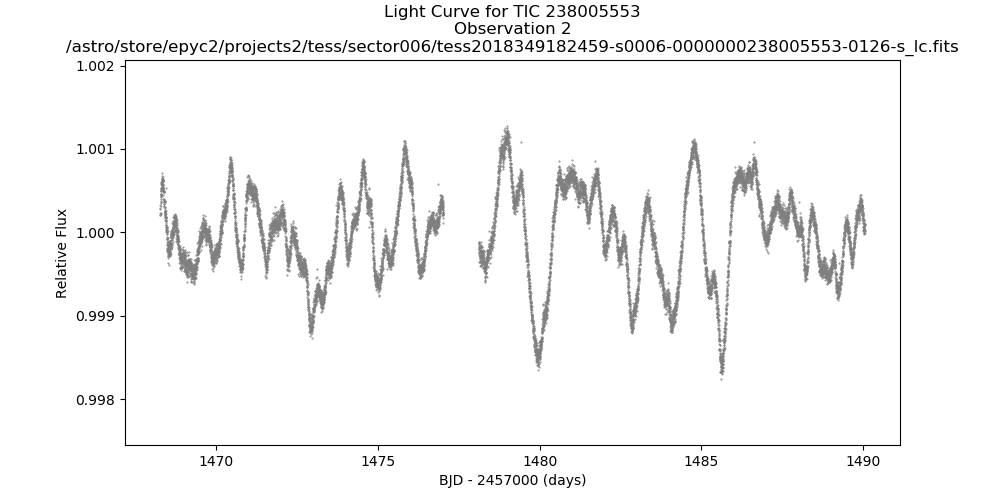 Light Curve for TIC 238005553
Observation 2
/astro/store/epyc2/projects2/tess/sector006/tess2018349182459-s0006-0000000238005553-0126-s_lc.fits
1.002
1.001
1.000
0.999
0.998
Relative Flux
1470
1475
1480
1485
1490
BJD - 2457000 (days)